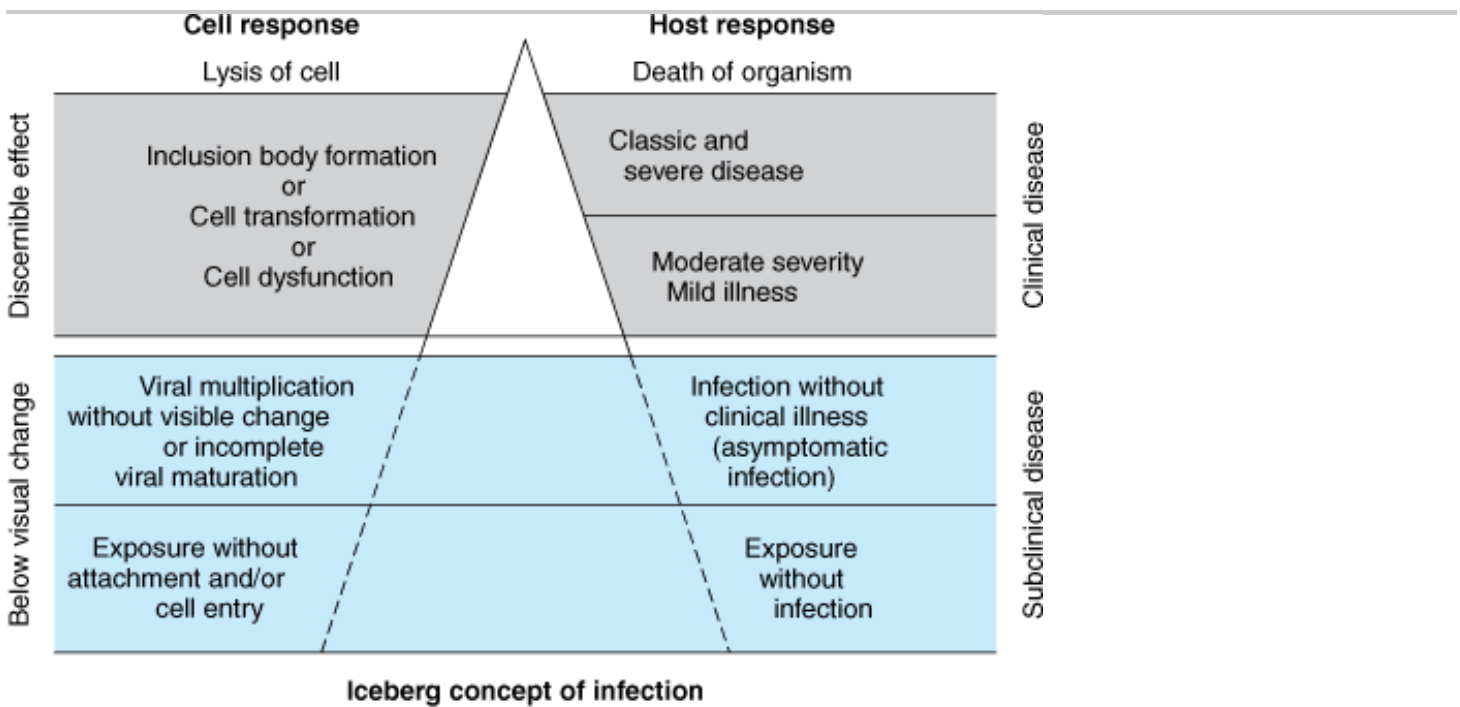 Cell response
Host response
Lysis of cell
Death of organism
Discernible effect
Inclusion body formation
or
Cell transformation
or
Cell dysfunction
Classic and
severe disease
Moderate severity
Mild illness
Clinical disease
Below visual change
Viral multiplication
without visible change
or incomplete
viral maturation
Infection without
clinical illness
(asymptomatic
infection)
Exposure without
attachment and/or
cell entry
Exposure
without
infection
Subclinical disease
Iceberg concept of infection